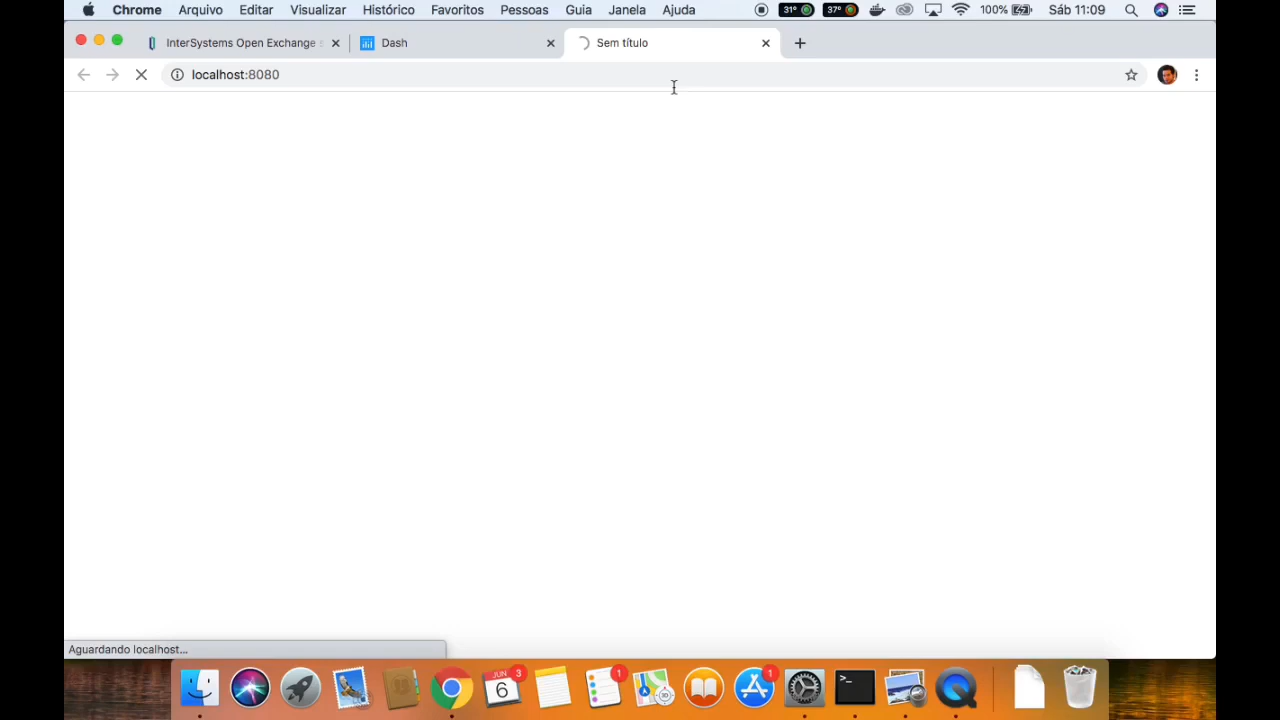 Chrome Arquivo Editar Visualizar Histórico Favoritos Pessoas Guia Janela Ajuda 31° 37° 100% Sáb 11:09
InterSystems Open Exchange Dash Sem título
localhost:8080
Aguardando localhost...
3 1 1
JUN
6
3D
>_